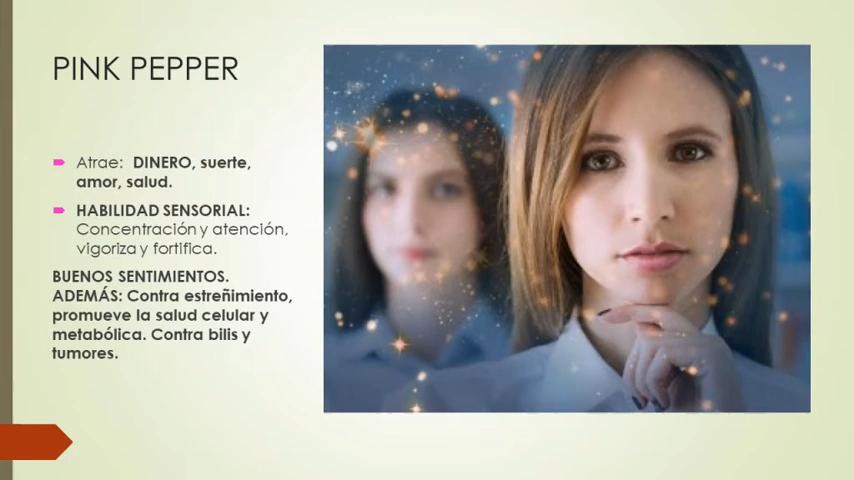 PINK PEPPER
Atrae: DINERO, suerte,
amor, salud.
HABILIDAD SENSORIAL:
Concentración y atención,
vigoriza y fortifica.
BUENOS SENTIMIENTOS.
ADEMÁS: Contra estreñimiento,
promueve la salud celular y
metabólica. Contra bilis y
tumores.